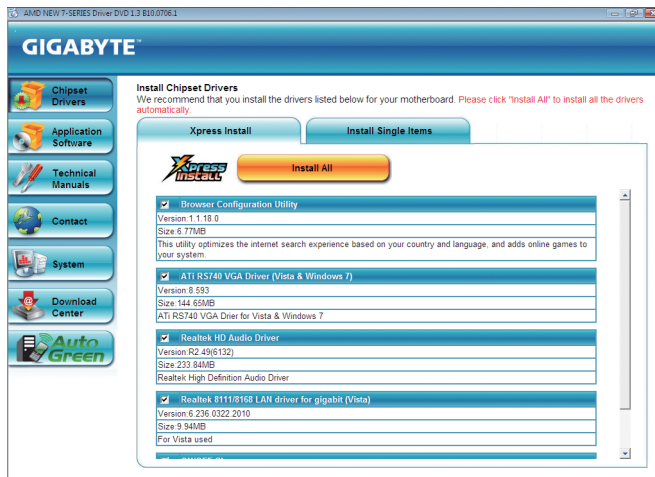 AMD NEW 7-SERIES Driver DVD 1.3 B10.0706.1
GIGABYTE™
Chipset
Drivers
Application
Software
Technical
Manuals
Contact
System
Download
Center
Auto
Green
Install Chipset Drivers
We recommend that you install the drivers listed below for your motherboard. Please click "Install All" to install all the drivers
automatically.
Xpress Install
Install Single Items
Xpress
Install
Install All
Browser Configuration Utility
Version:1.1.18.0
Size:6.77MB
This utility optimizes the internet search experience based on your country and language, and adds online games to
your system.
ATi RS740 VGA Driver (Vista & Windows 7)
Version:8.593
Size:144.65MB
ATi RS740 VGA Drier for Vista & Windows 7
Realtek HD Audio Driver
Version:R2.49(6132)
Size:233.84MB
Realtek High Definition Audio Driver
Realtek 8111/8168 LAN driver for gigabit (Vista)
Version:6.236.0322.2010
Size:9.94MB
For Vista used